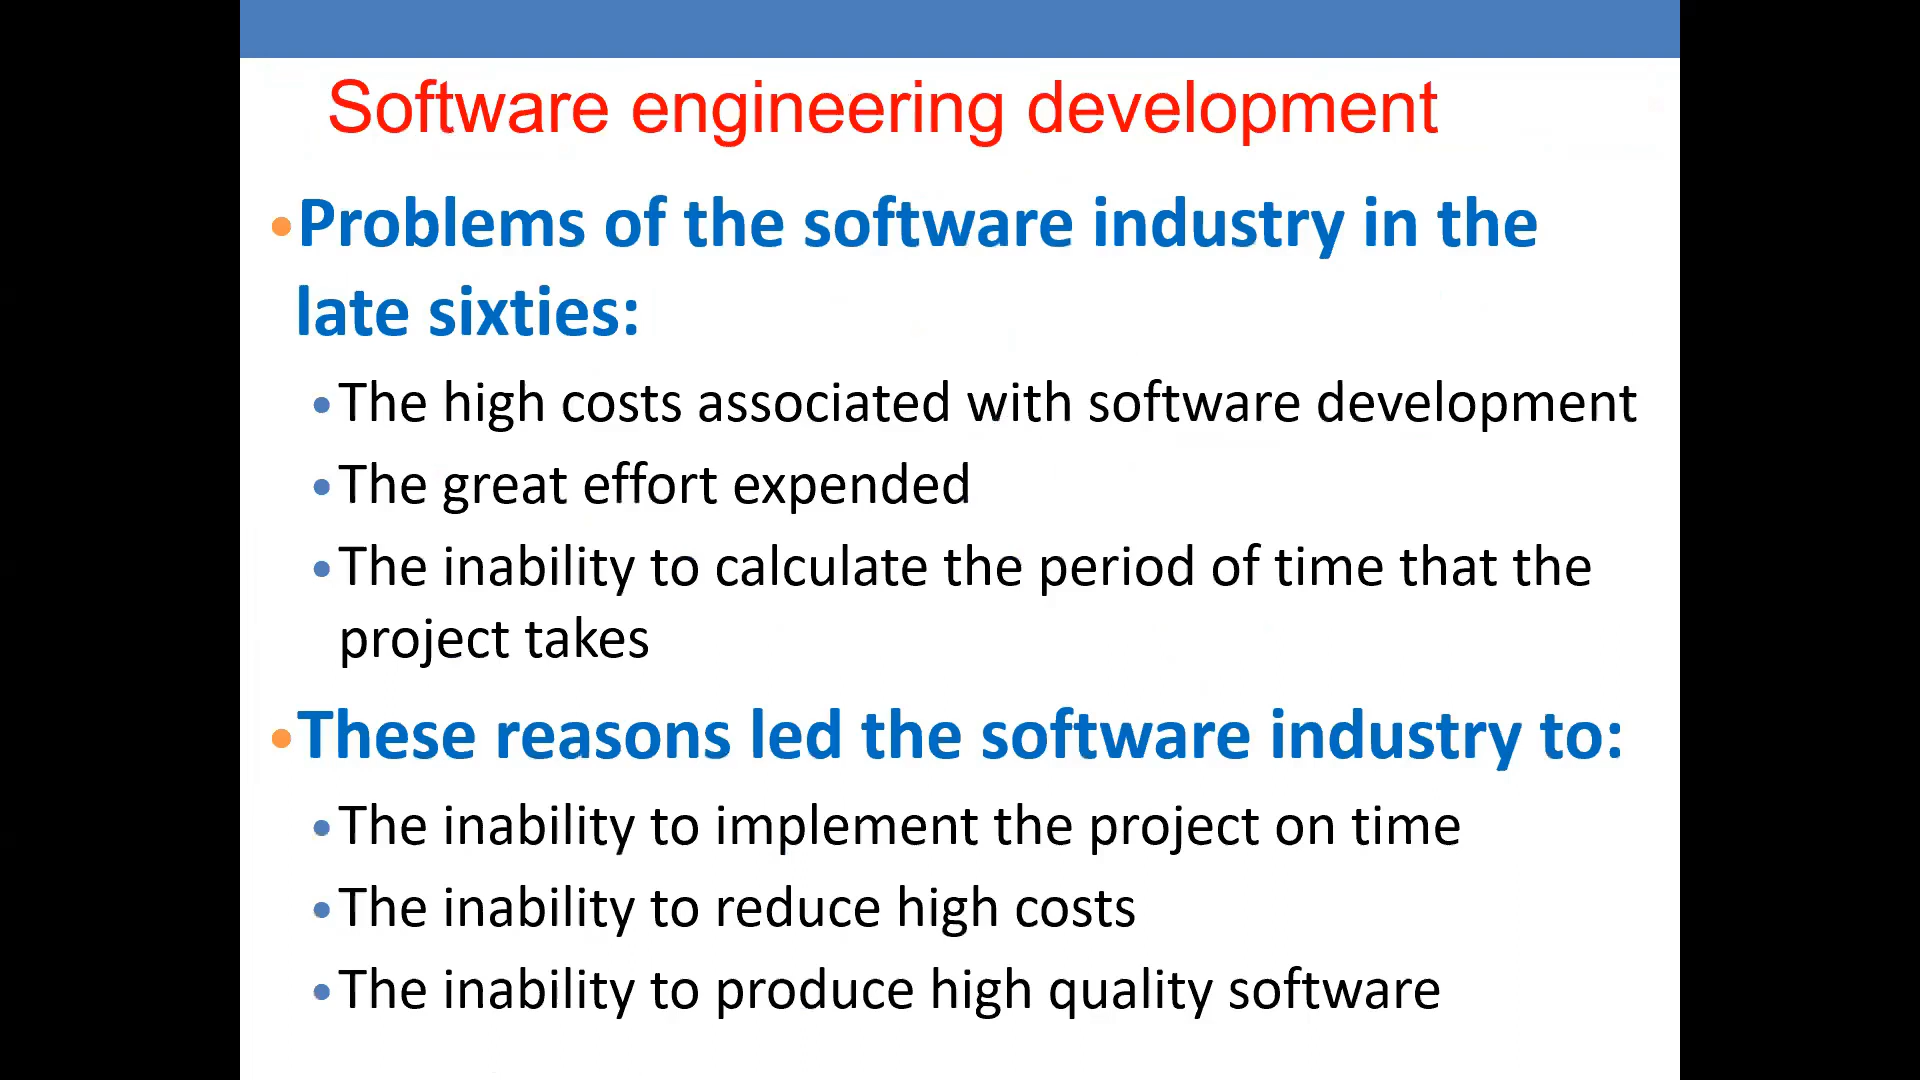 Software engineering development
•Problems of the software industry in the
late sixties:
•The high costs associated with software development
•The great effort expended
•The inability to calculate the period of time that the
project takes
•These reasons led the software industry to:
•The inability to implement the project on time
•The inability to reduce high costs
•The inability to produce high quality software